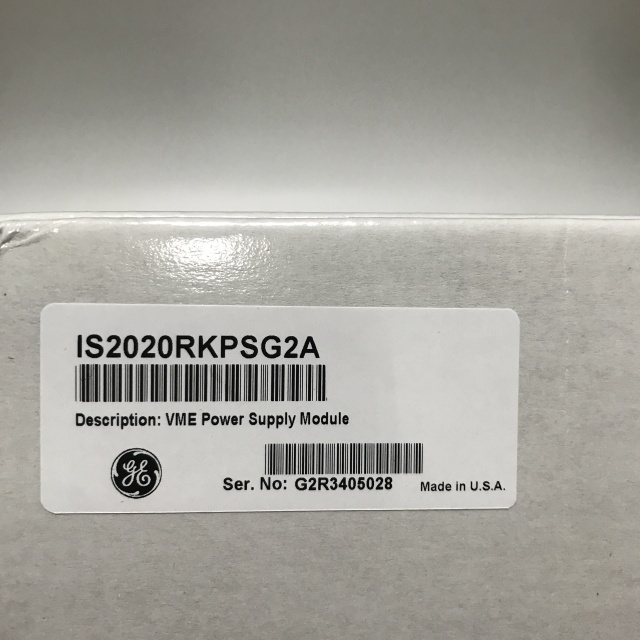 IS2020RKPSG2A
Description: VME Power Supply Module
GE
Ser. No: G2R3405028
Made in U.S.A.